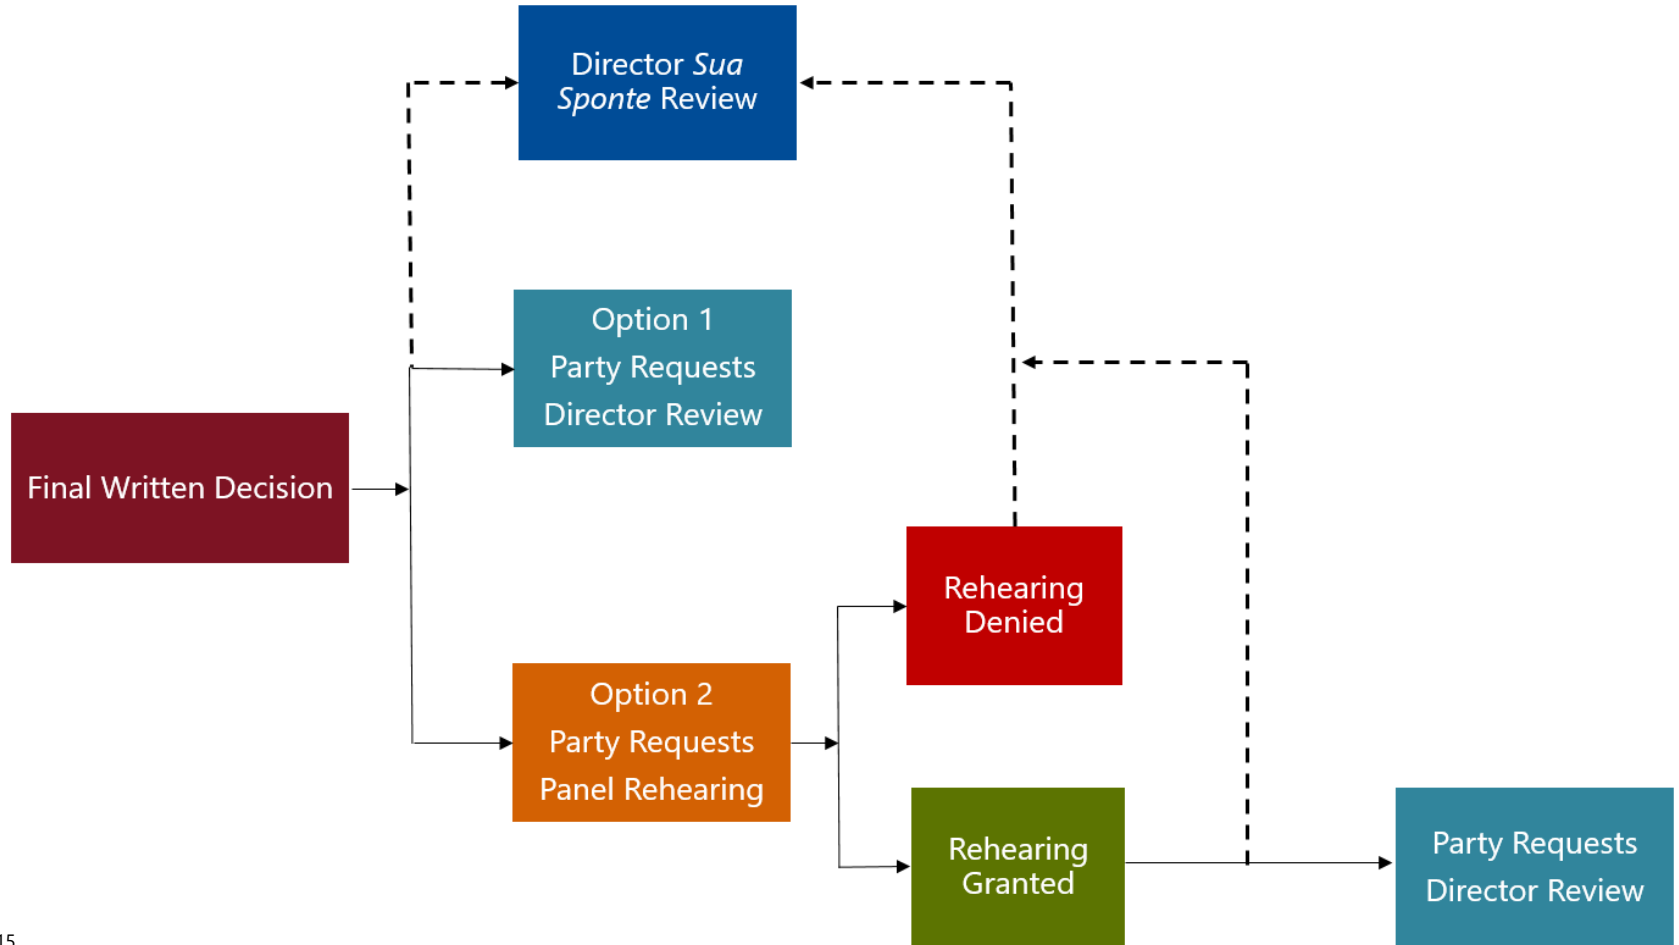 Director Sua
Sponte Review
Option 1
Party Requests
Director Review
Final Written Decision
Rehearing
Denied
Option 2
Party Requests
Panel Rehearing
Rehearing
Granted
Party Requests
Director Review
15